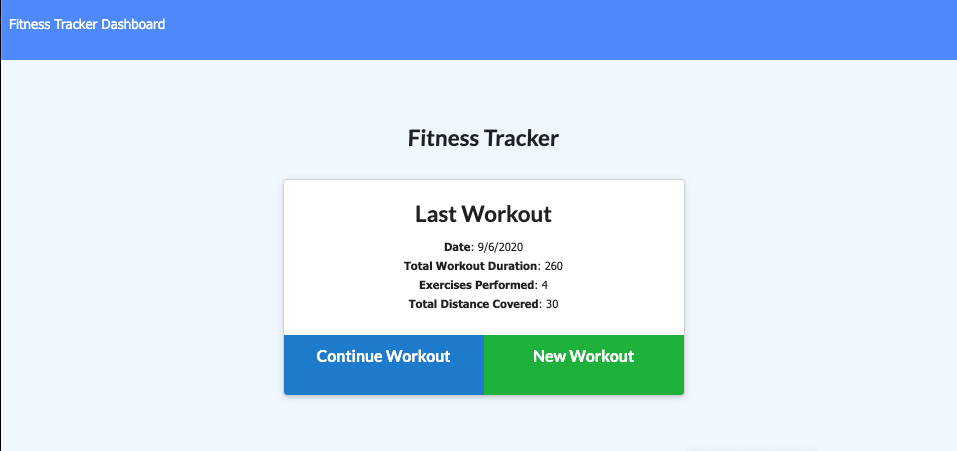 Fitness Tracker Dashboard
Fitness Tracker
Last Workout
Date: 9/6/2020
Total Workout Duration: 260
Exercises Performed: 4
Total Distance Covered: 30
Continue Workout
New Workout